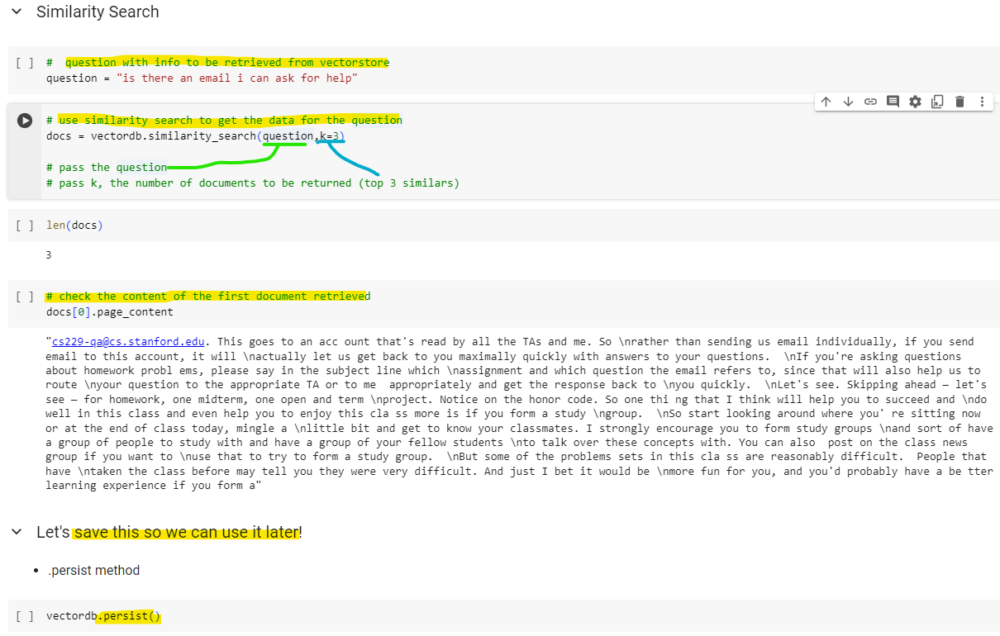 Similarity Search
[ ] # question with info to be retrieved from vectorstore
question = "is there an email i can ask for help"
# use similarity search to get the data for the question
docs = vectordb.similarity_search(question,k=3)
# pass the question
# pass k, the number of documents to be returned (top 3 similars)
[ ] len(docs)
3
[ ] # check the content of the first document retrieved
docs[0].page_content
"cs229-qa@cs.stanford.edu. This goes to an acc ount that's read by all the TAs and me. So \nrather than sending us email individually, if you send
email to this account, it will \nactually let us get back to you maximally quickly with answers to your questions.  \nIf you're asking questions
about homework probl ems, please say in the subject line which \nassignment and which question the email refers to, since that will also help us to
route \nyour question to the appropriate TA or to me  appropriately and get the response back to \nyou quickly.  \nLet's see. Skipping ahead — let's
see — for homework, one midterm, one open and term \nproject. Notice on the honor code. So one thi ng that I think will help you to succeed and \ndo
well in this class and even help you to enjoy this cla ss more is if you form a study \ngroup.  \nSo start looking around where you' re sitting now
or at the end of class today, mingle a \nlittle bit and get to know your classmates. I strongly encourage you to form study groups \nand sort of have
a group of people to study with and have a group of your fellow students \nto talk over these concepts with. You can also  post on the class news
group if you want to \nuse that to try to form a study group.  \nBut some of the problems sets in this cla ss are reasonably difficult.  People that
have \ntaken the class before may tell you they were very difficult. And just I bet it would be \nmore fun for you, and you'd probably have a be tter
learning experience if you form a"
Let's save this so we can use it later!
• .persist method
[ ] vectordb.persist()